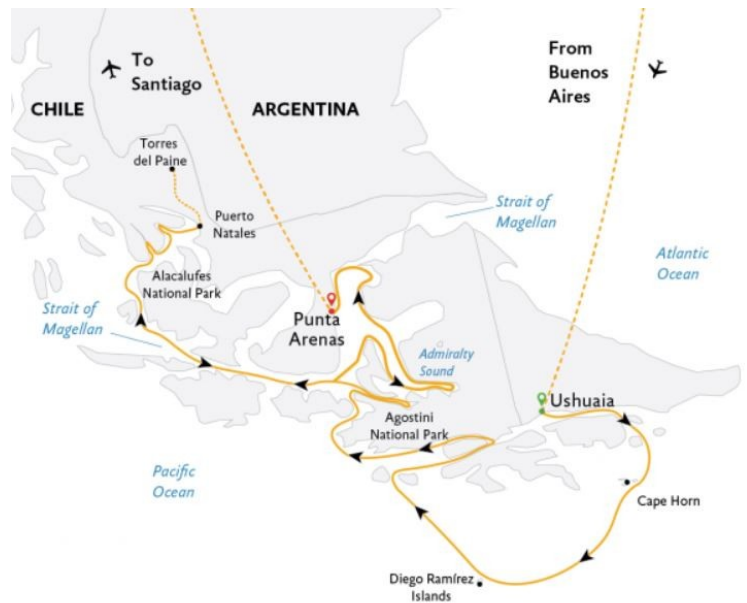 To
Santiago
From
Buenos
Aires
CHILE
ARGENTINA
Torres
del Paine
Strait of
Magellan
Puerto
Natales
Atlantic
Ocean
Alacalufes
National Park
Strait of
Magellan
Punta
Arenas
Admiralty
Sound
Ushuaia
Agostini
National Park
Pacific
Ocean
Cape Horn
Diego Ramírez
Islands